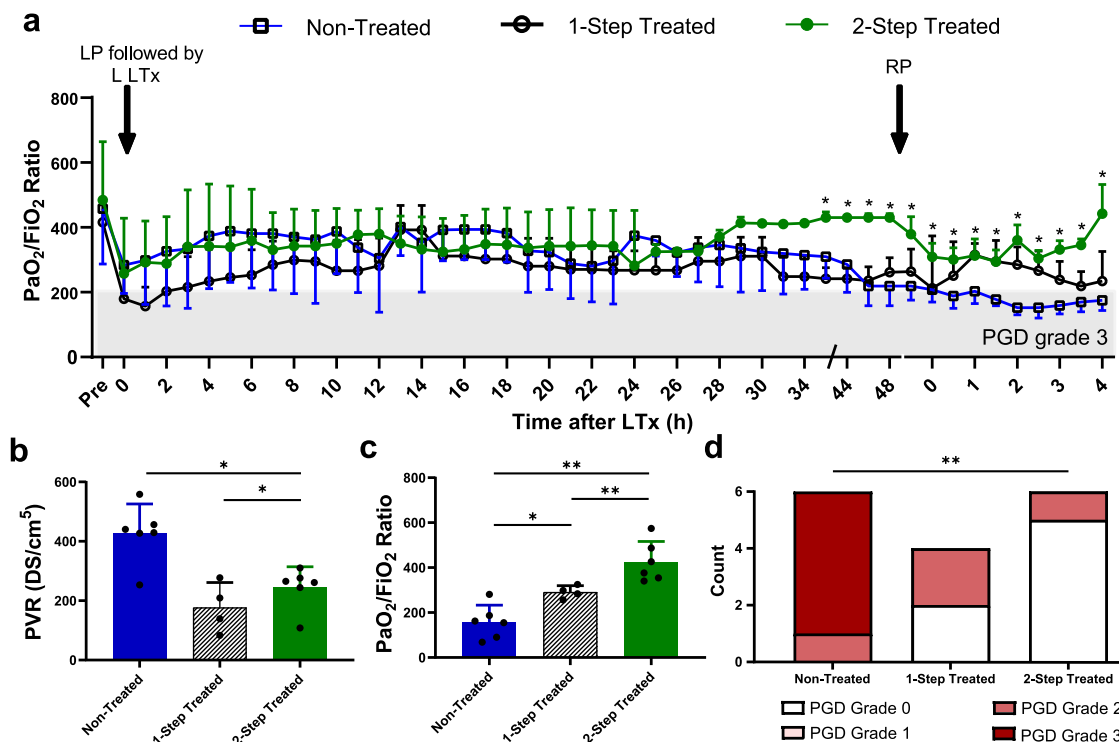 a
Non-Treated 1-Step Treated 2-Step Treated
LP followed by
L LTx
RP
PaO2/FiO2 Ratio
800
600
400
200
0
* * * * * * * * * * * * * *
PGD grade 3
Pre 0 2 4 6 8 10 12 14 16 18 20 22 24 26 28 30 34 44 48 0 1 2 3 4
Time after LTx (h)
b
PVR (DS/cm5)
600
400
200
0
*
*
Non-Treated
1-Step Treated
2-Step Treated
c
PaO2/FiO2 Ratio
800
600
400
200
0
**
**
*
Non-Treated
1-Step Treated
2-Step Treated
d
Count
6
4
2
0
**
Non-Treated 1-Step Treated 2-Step Treated
PGD Grade 0 PGD Grade 2
PGD Grade 1 PGD Grade 3